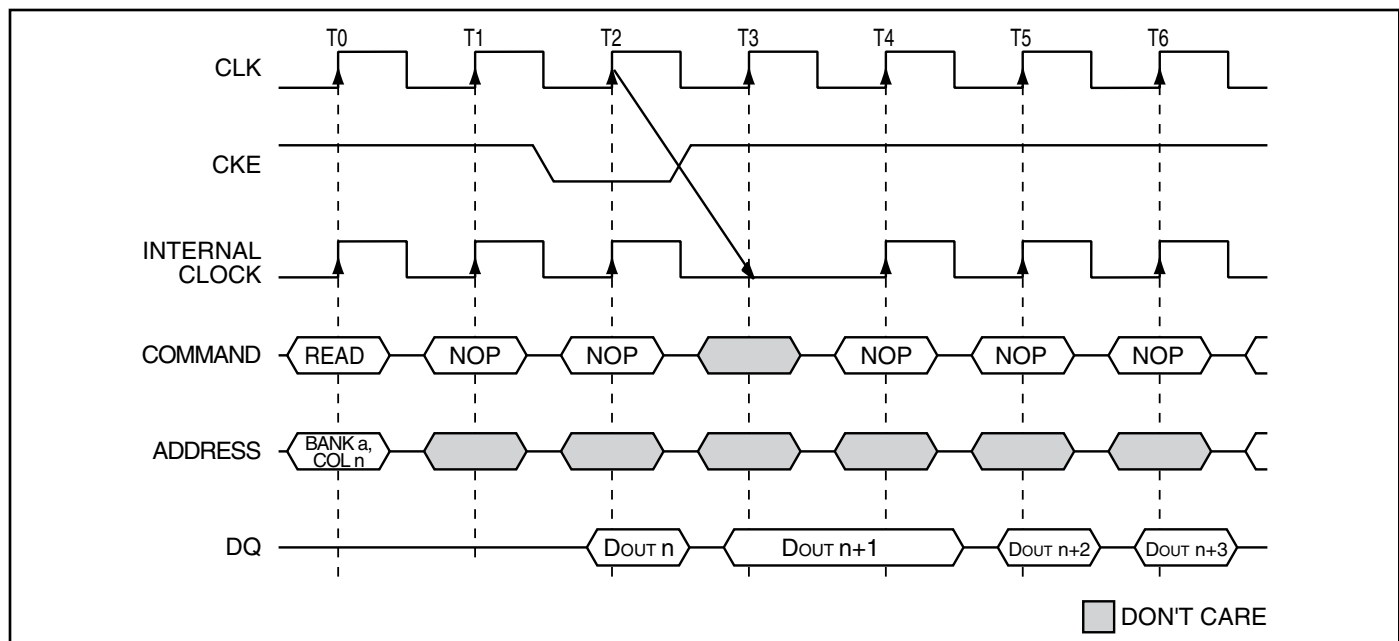 T0 T1 T2 T3 T4 T5 T6
CLK
CKE
INTERNAL
CLOCK
COMMAND READ NOP NOP NOP NOP NOP
ADDRESS BANK a,
COL n
DQ DOUT n DOUT n+1 DOUT n+2 DOUT n+3
DON'T CARE